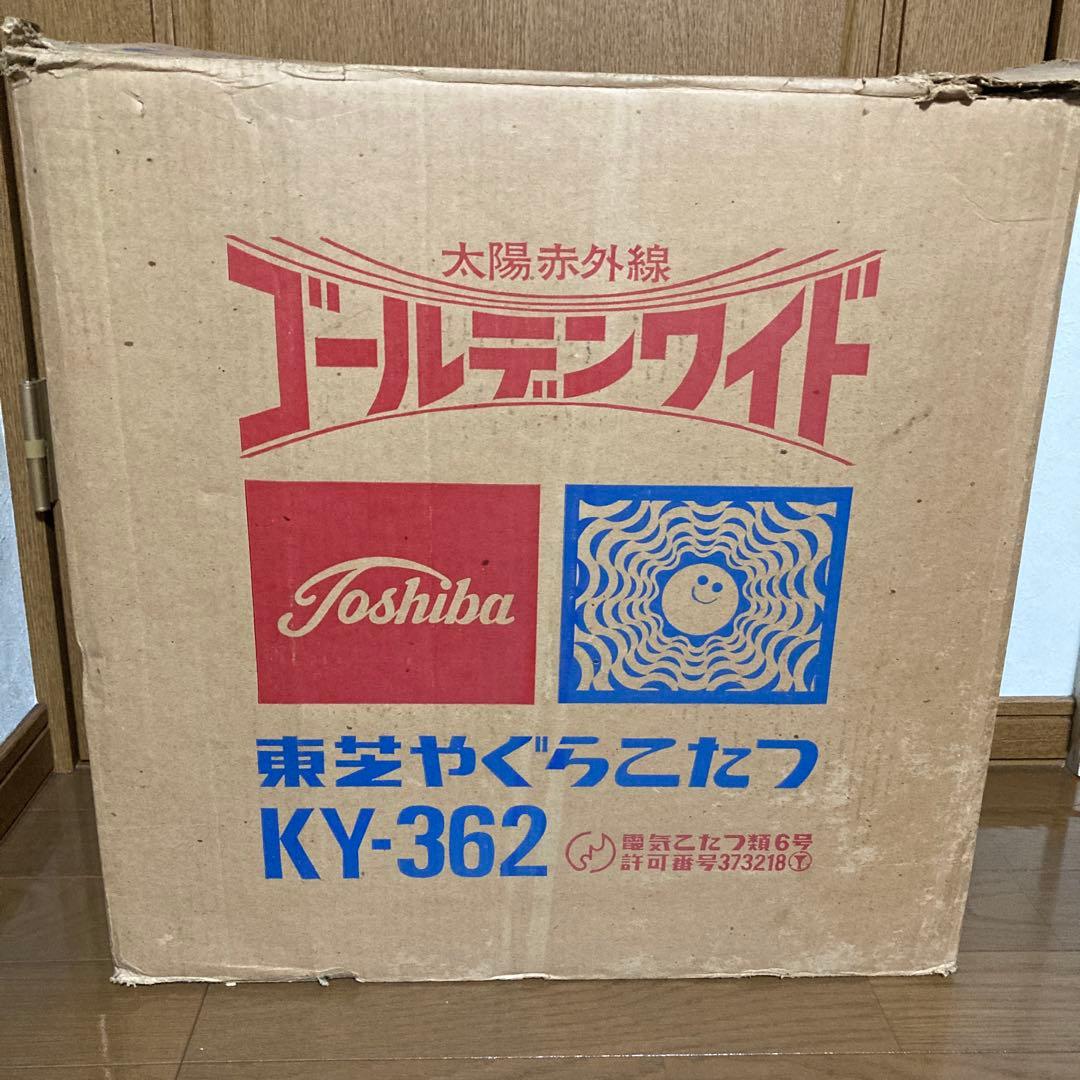 太陽赤外線
ゴールデンワイド
Toshiba
東芝やぐらこたつ
KY-362
電気こたつ類6号
許可番号373218Ⓣ